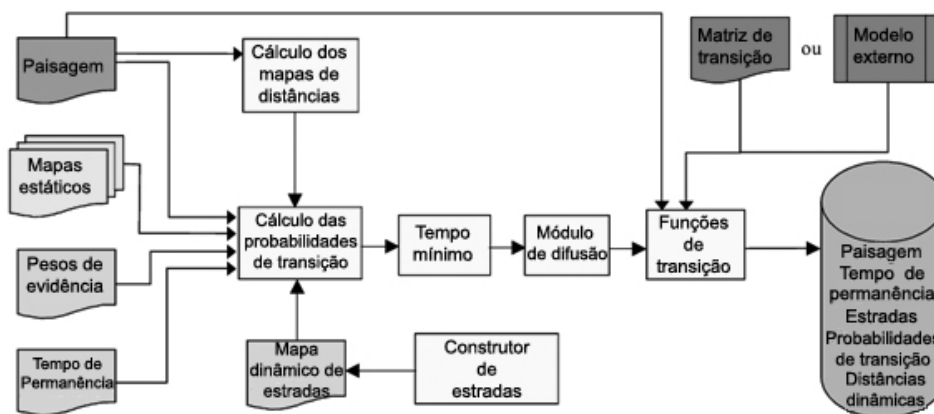 Paisagem
Cálculo dos
mapas de
distâncias
Matriz de
transição
ou
Modelo
externo
Mapas
estáticos
Cálculo das
probabilidades
de transição
Tempo
mínimo
Módulo
de difusão
Funções
de
transição
Pesos de
evidência
Tempo de
Permanência
Mapa
dinâmico de
estradas
Construtor
de
estradas
Paisagem
Tempo de
permanência
Estradas
Probabilidades
de transição
Distâncias
dinâmicas